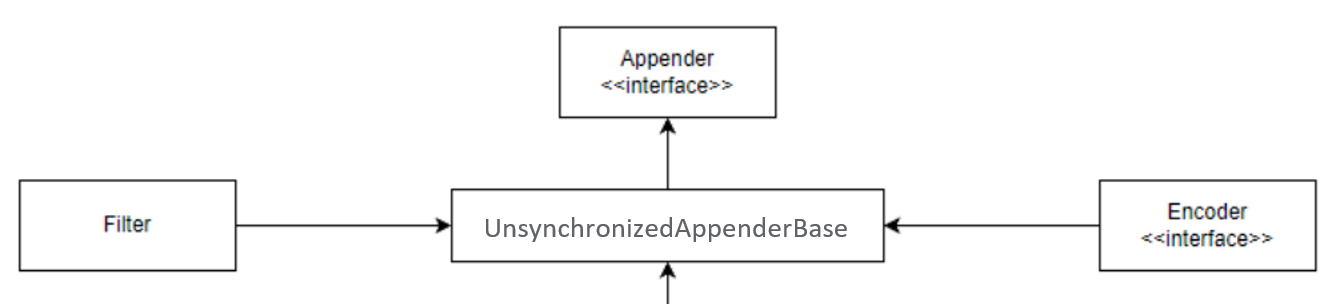 Appender
<<interface>>
Filter
UnsynchronizedAppenderBase
Encoder
<<interface>>